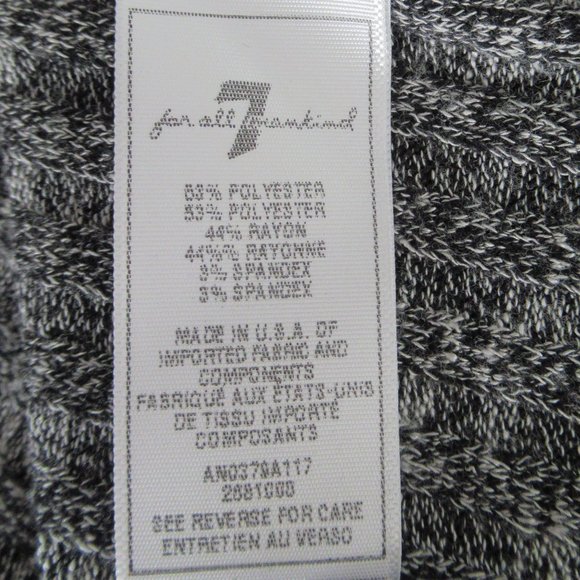 for all 7 mankind
53% POLYESTER
53% POLYESTER
44% RAYON
44% RAYONNE
3% SPANDEX
3% SPANDEX
MADE IN U.S.A. OF
IMPORTED FABRIC AND
COMPONENTS
FABRIQUE AUX ETATS-UNIS
DE TISSU IMPORTÉ
COMPOSANTS
AN0379A117
SEE REVERSE FOR CARE
ENTRETIEN AU VERSO